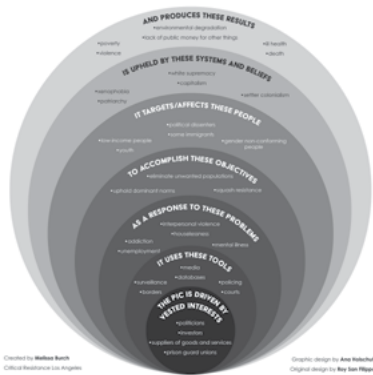 AND PRODUCES THESE RESULTS
•environmental degradation
•lack of public money for other things
•poverty
•ill health
•violence
•death
IS UPHELD BY THESE SYSTEMS AND BELIEFS
•white supremacy
•capitalism
•xenophobia
•settler colonialism
•patriarchy
IT TARGETS/AFFECTS THESE PEOPLE
•political dissenters
•some immigrants
•low-income people
•gender non conforming
people
•youth
TO ACCOMPLISH THESE OBJECTIVES
•eliminate unwanted populations
•uphold dominant norms
•squash resistance
AS A RESPONSE TO THESE PROBLEMS
•interpersonal violence
•houselessness
•addiction
•mental illness
•unemployment
IT USES THESE TOOLS
•media
•databases
•surveillance
•policing
•borders
•courts
THE PIC IS DRIVEN BY
VESTED INTERESTS
•politicians
•investors
•suppliers of goods and services
•prison guard unions
Created by Melissa Burch
Critical Resistance Los Angeles
Graphic design by Ana Holschuh
Original design by Rey San Filippo